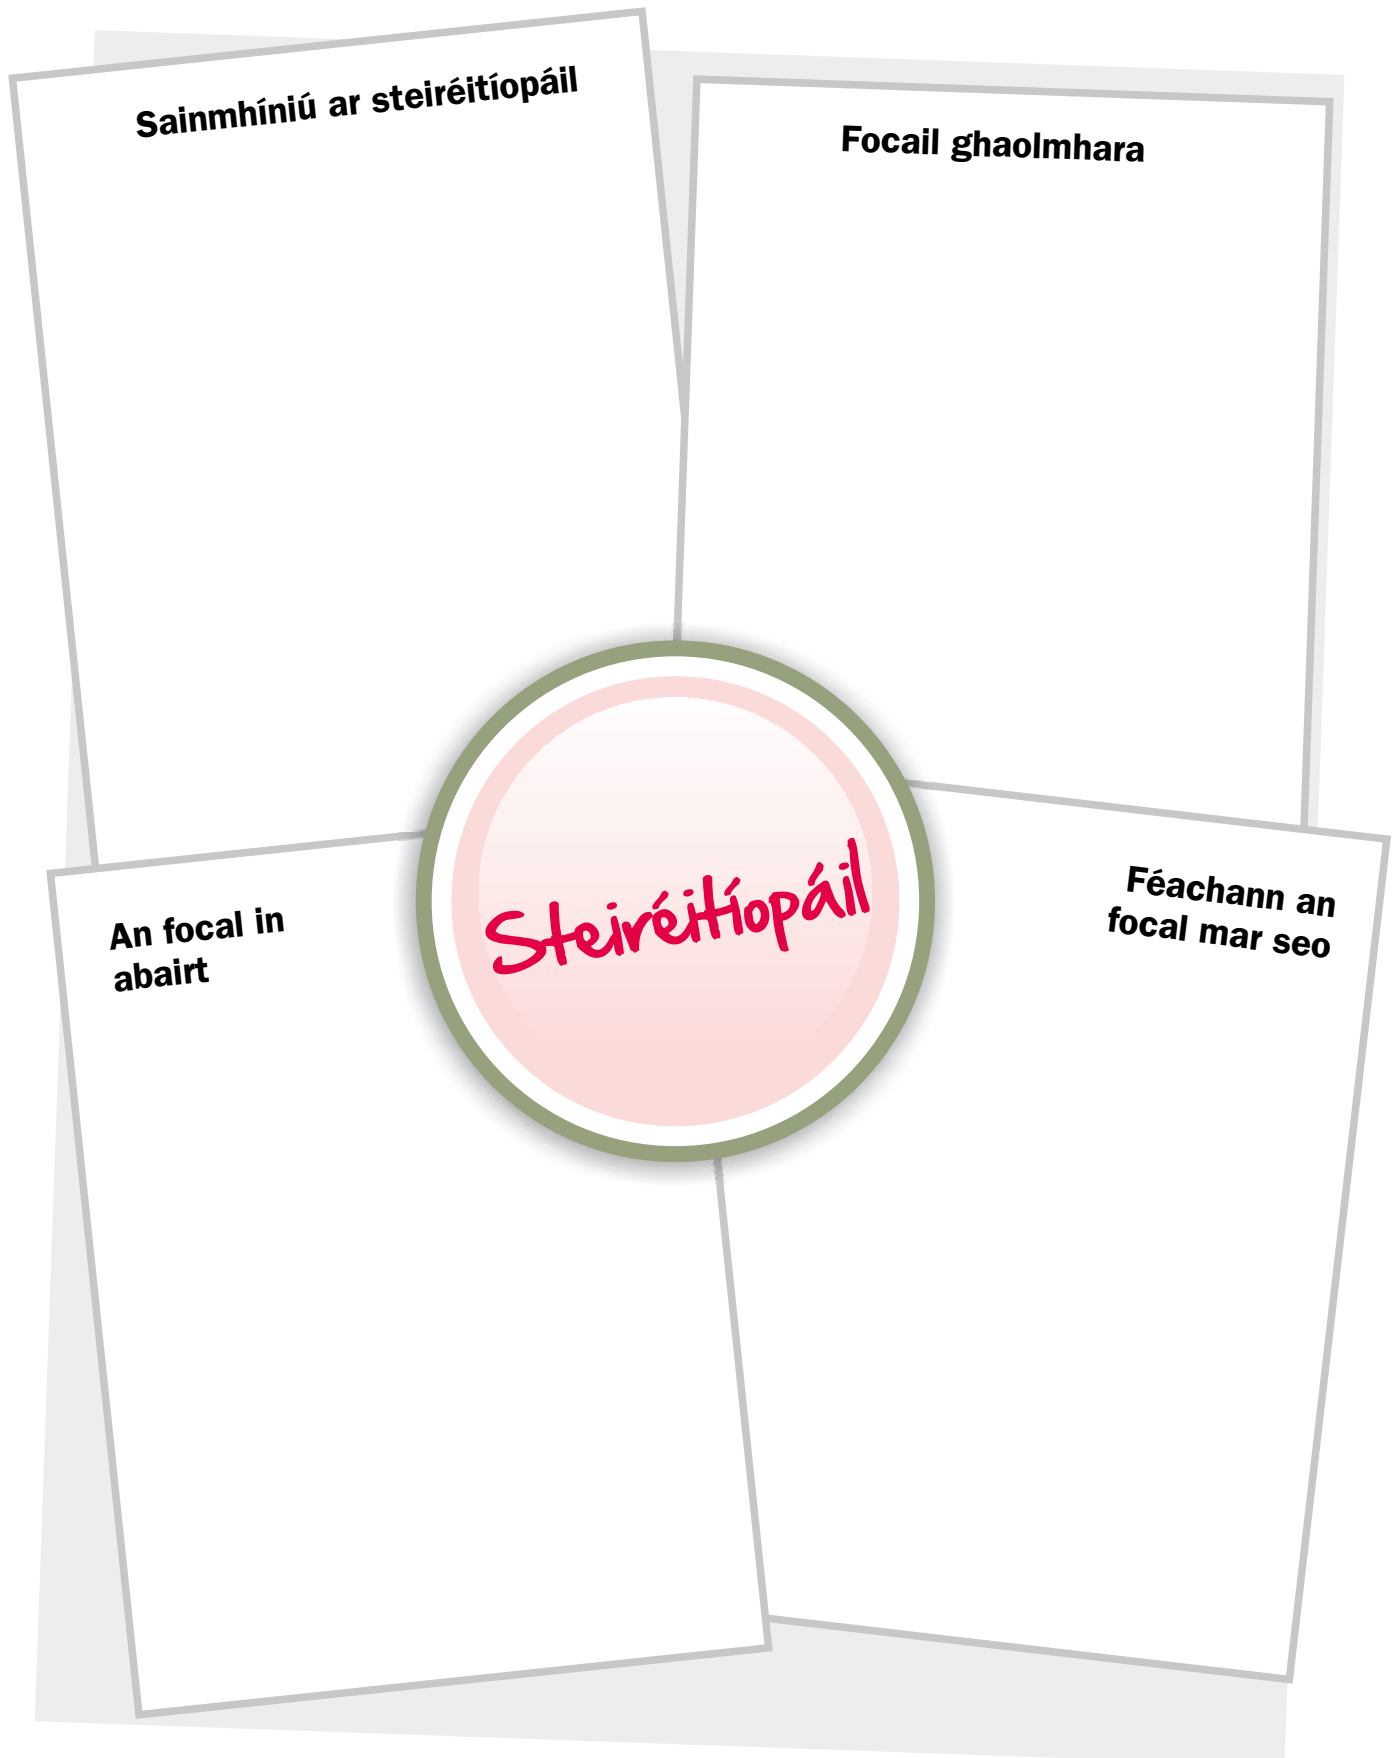 Sainmhíniú ar steiréitíopáil
Focail ghaolmhara
Steiréitíopáil
An focal in
abairt
Féachann an
focal mar seo